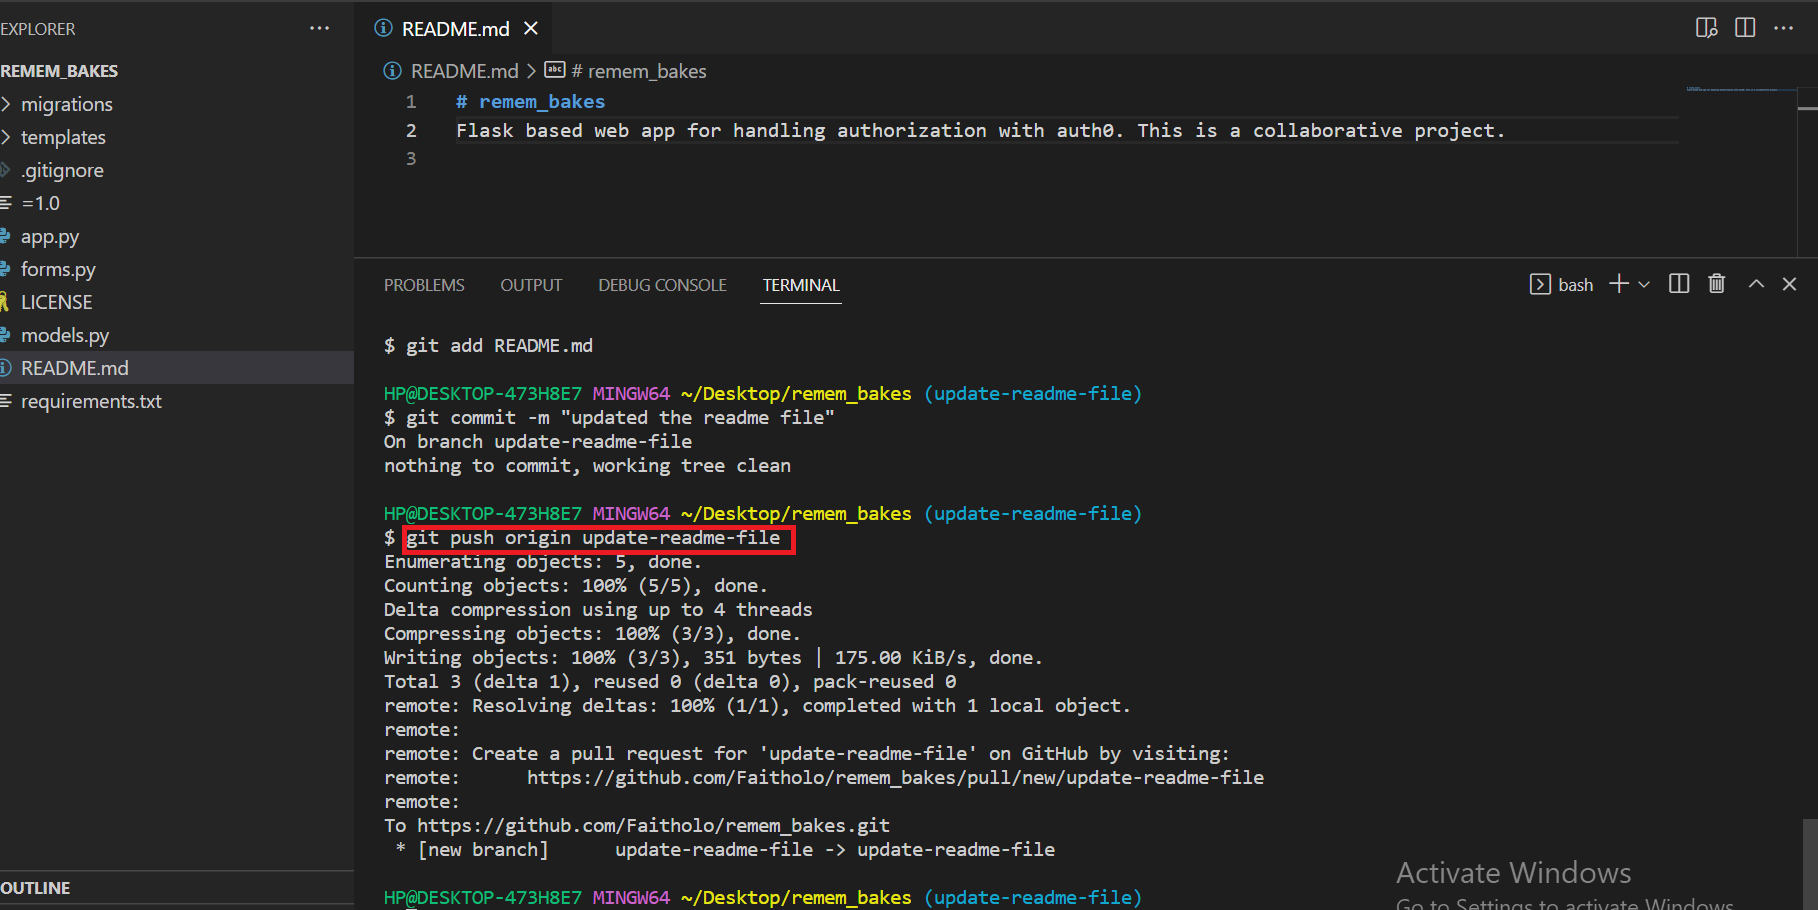 EXPLORER
REMEM_BAKES
migrations
templates
.gitignore
=1.0
app.py
forms.py
LICENSE
models.py
README.md
requirements.txt
OUTLINE
README.md
README.md > # remem_bakes
1 # remem_bakes
2 Flask based web app for handling authorization with auth0. This is a collaborative project.
3
PROBLEMS OUTPUT DEBUG CONSOLE TERMINAL
bash
$ git add README.md
HP@DESKTOP-473H8E7 MINGW64 ~/Desktop/remem_bakes (update-readme-file)
$ git commit -m "updated the readme file"
On branch update-readme-file
nothing to commit, working tree clean
HP@DESKTOP-473H8E7 MINGW64 ~/Desktop/remem_bakes (update-readme-file)
$ git push origin update-readme-file
Enumerating objects: 5, done.
Counting objects: 100% (5/5), done.
Delta compression using up to 4 threads
Compressing objects: 100% (3/3), done.
Writing objects: 100% (3/3), 351 bytes | 175.00 KiB/s, done.
Total 3 (delta 1), reused 0 (delta 0), pack-reused 0
remote: Resolving deltas: 100% (1/1), completed with 1 local object.
remote:
remote: Create a pull request for 'update-readme-file' on GitHub by visiting:
remote:      https://github.com/Faitholo/remem_bakes/pull/new/update-readme-file
remote:
To https://github.com/Faitholo/remem_bakes.git
 * [new branch]      update-readme-file -> update-readme-file
HP@DESKTOP-473H8E7 MINGW64 ~/Desktop/remem_bakes (update-readme-file)
Activate Windows
Go to Settings to activate Windows.